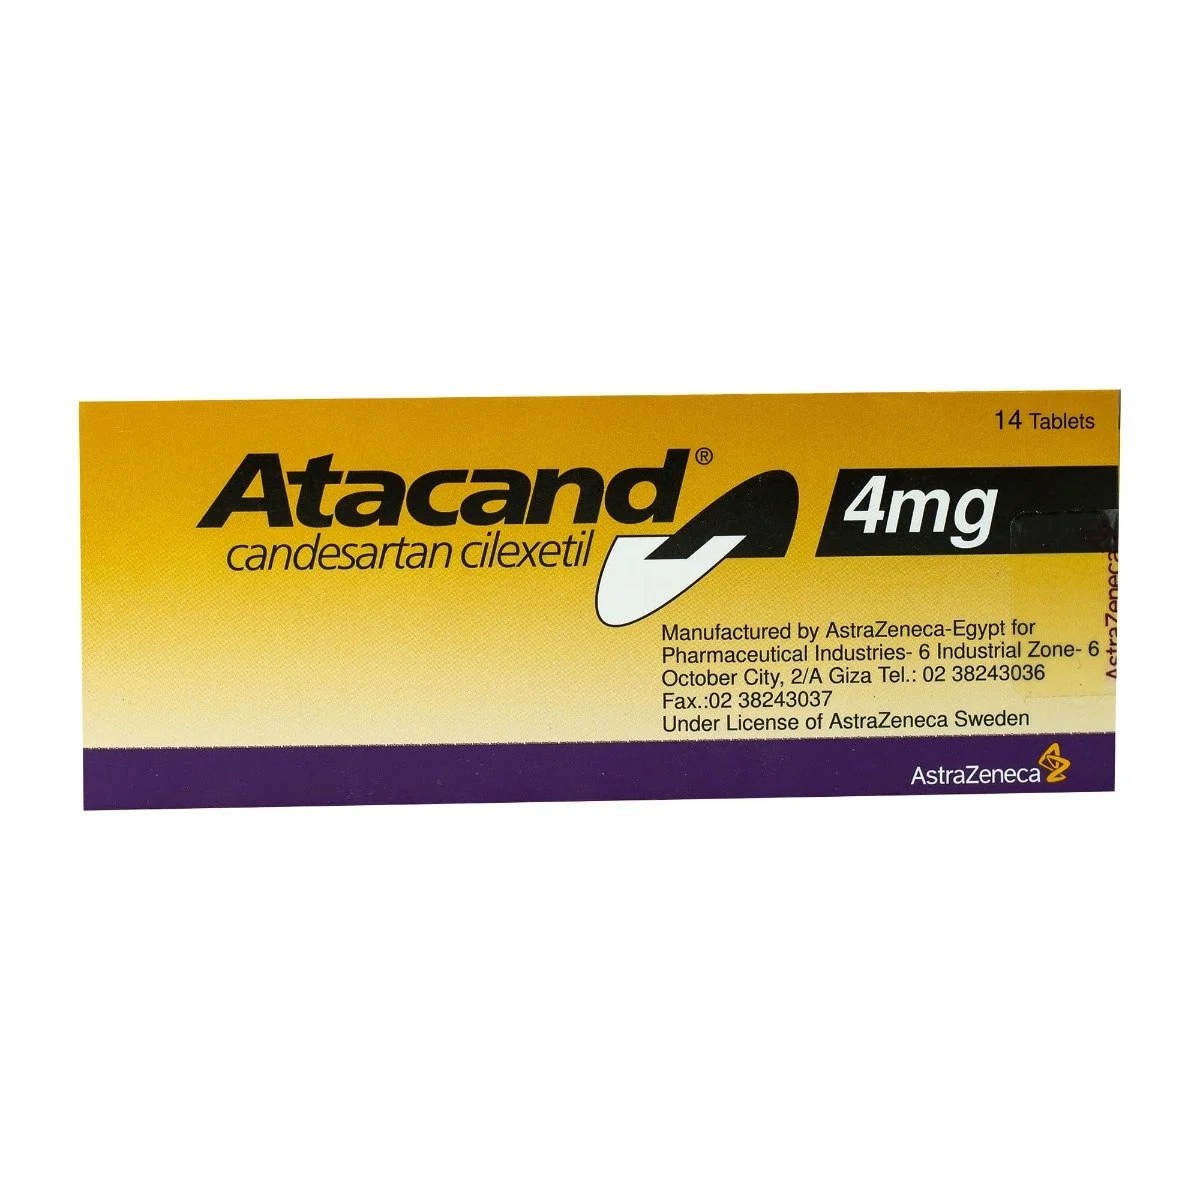 14 Tablets
Atacand®
4mg
candesartan cilexetil
Manufactured by AstraZeneca-Egypt for
Pharmaceutical Industries- 6 Industrial Zone- 6
October City, 2/A Giza Tel.: 02 38243036
Fax.:02 38243037
Under License of AstraZeneca Sweden
AstraZeneca
AstraZeneca